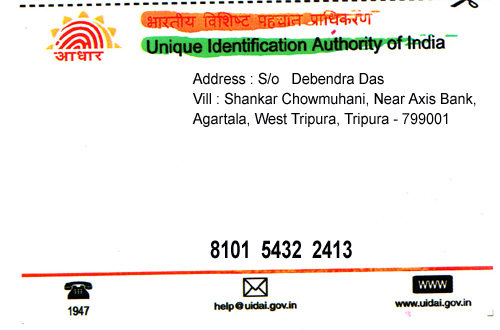 भारतीय विशिष्ट पहचान प्राधिकरण
Unique Identification Authority of India
आधार
Address : S/o Debendra Das
Vill : Shankar Chowmuhani, Near Axis Bank,
Agartala, West Tripura, Tripura - 799001
8101 5432 2413
WWW
1947
help@uidai.gov.in
www.uidai.gov.in